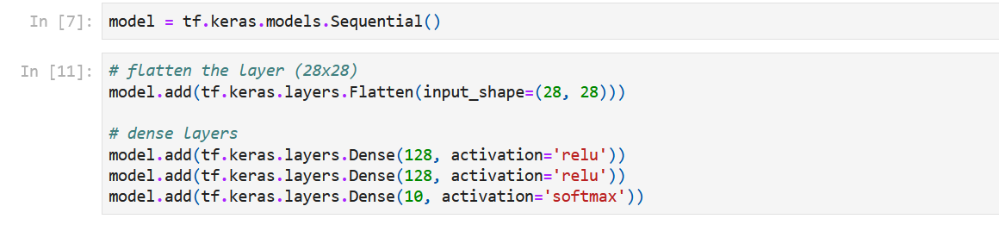 In [7]: model = tf.keras.models.Sequential()
In [11]: # flatten the layer (28x28)
model.add(tf.keras.layers.Flatten(input_shape=(28, 28)))
# dense layers
model.add(tf.keras.layers.Dense(128, activation='relu'))
model.add(tf.keras.layers.Dense(128, activation='relu'))
model.add(tf.keras.layers.Dense(10, activation='softmax'))